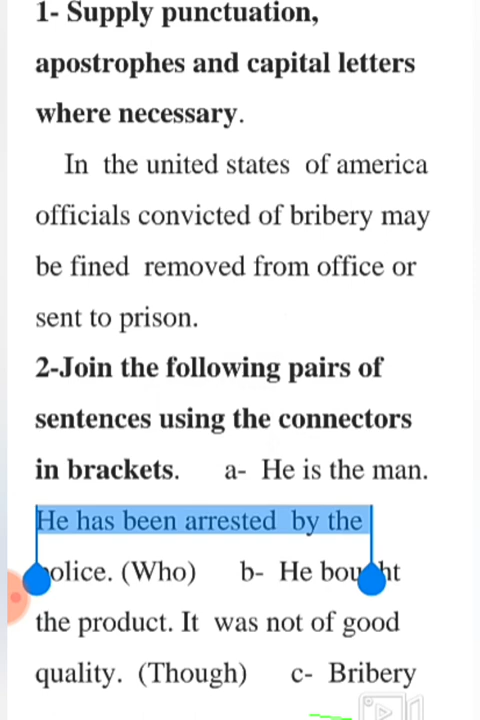 1- Supply punctuation,
apostrophes and capital letters
where necessary.
In the united states of america
officials convicted of bribery may
be fined removed from office or
sent to prison.
2-Join the following pairs of
sentences using the connectors
in brackets. a- He is the man.
He has been arrested by the
police. (Who) b- He bought
the product. It was not of good
quality. (Though) c- Bribery